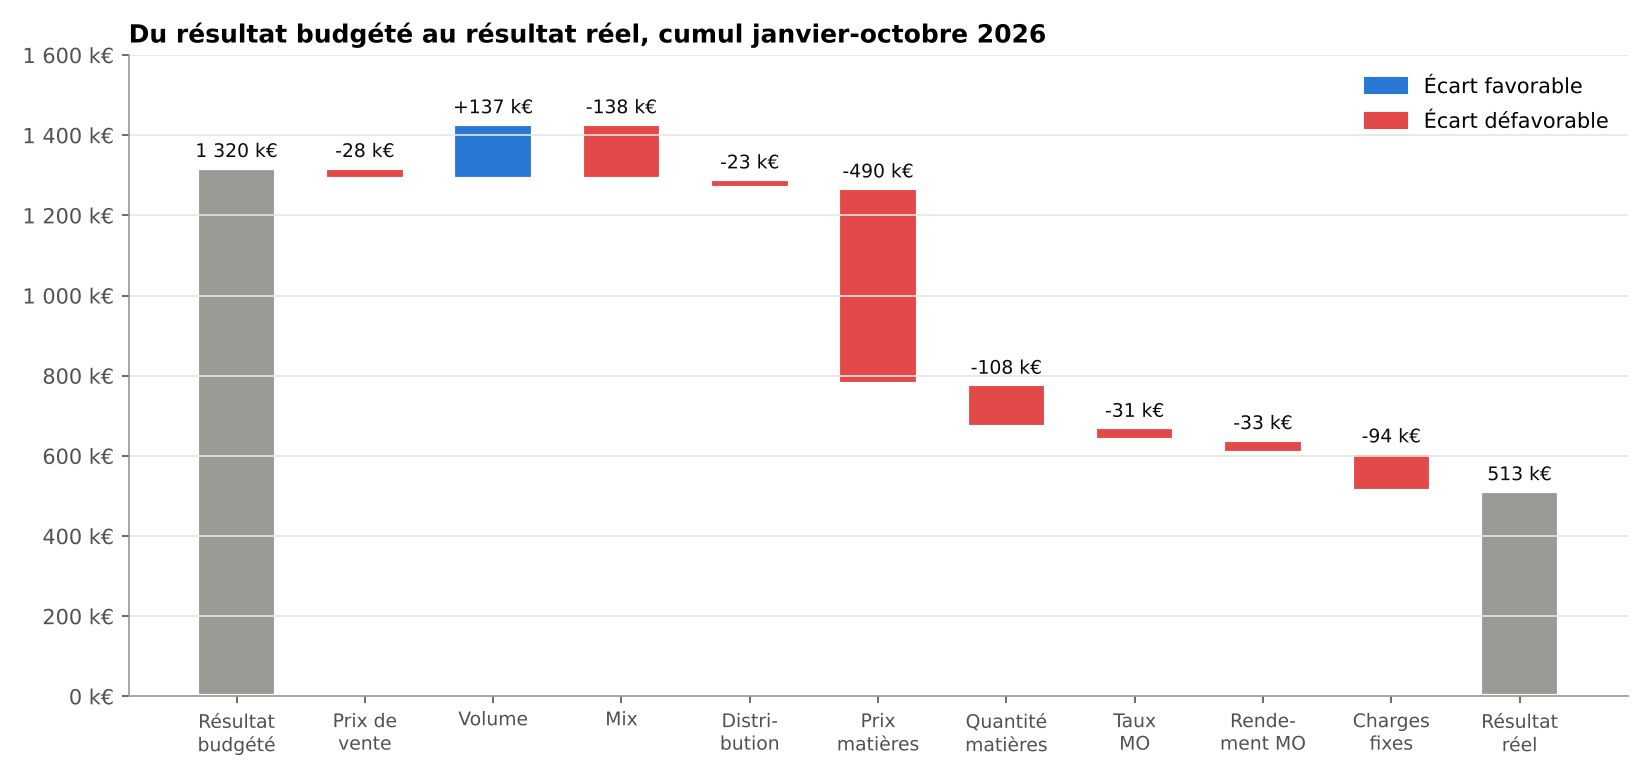 Du résultat budgété au résultat réel, cumul janvier-octobre 2026
1 600 k€
1 400 k€
1 200 k€
1 000 k€
800 k€
600 k€
400 k€
200 k€
0 k€
Écart favorable
Écart défavorable
1 320 k€
-28 k€
+137 k€
-138 k€
-23 k€
-490 k€
-108 k€
-31 k€
-33 k€
-94 k€
513 k€
Résultat
budgété
Prix de
vente
Volume
Mix
Distri-
bution
Prix
matières
Quantité
matières
Taux
MO
Rende-
ment MO
Charges
fixes
Résultat
réel